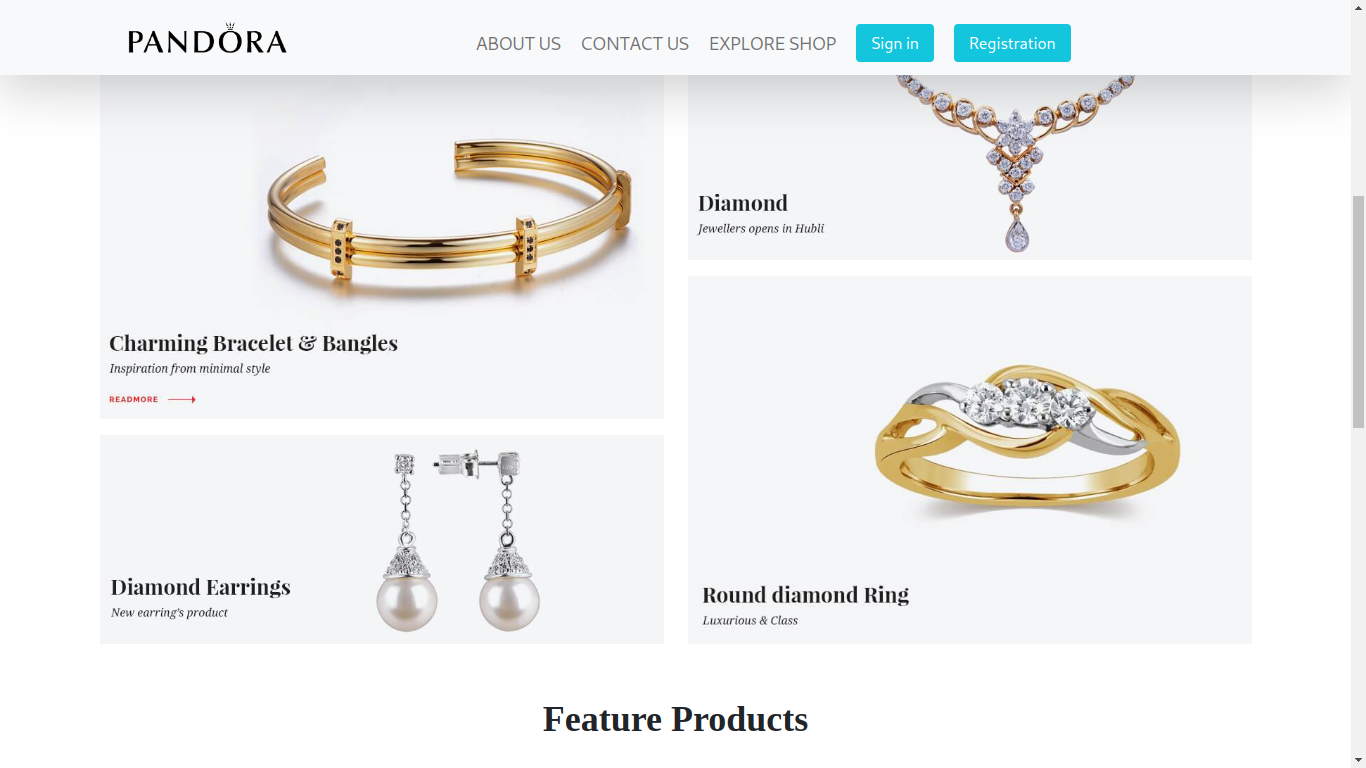 PANDORA
ABOUT US
CONTACT US
EXPLORE SHOP
Sign in
Registration
Diamond
Jewellers opens in Hubli
Charming Bracelet & Bangles
Inspiration from minimal style
READMORE
Diamond Earrings
New earring's product
Round diamond Ring
Luxurious & Class
Feature Products